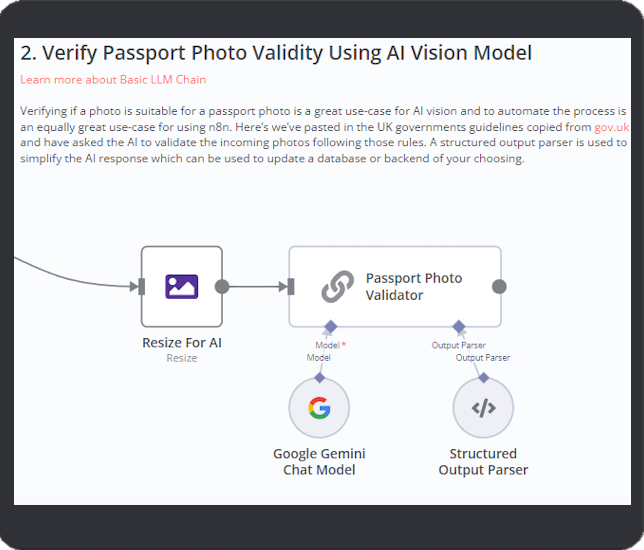 2. Verify Passport Photo Validity Using AI Vision Model
Learn more about Basic LLM Chain
Verifying if a photo is suitable for a passport photo is a great use-case for AI vision and to automate the process is
an equally great use-case for using n8n. Here's we've pasted in the UK governments guidelines copied from gov.uk
and have asked the AI to validate the incoming photos following those rules. A structured output parser is used to
simplify the AI response which can be used to update a database or backend of your choosing.
Passport Photo
Validator
Resize For AI
Resize
Model *
Model
Output Parser
Output Parser
</>
Google Gemini
Chat Model
Structured
Output Parser